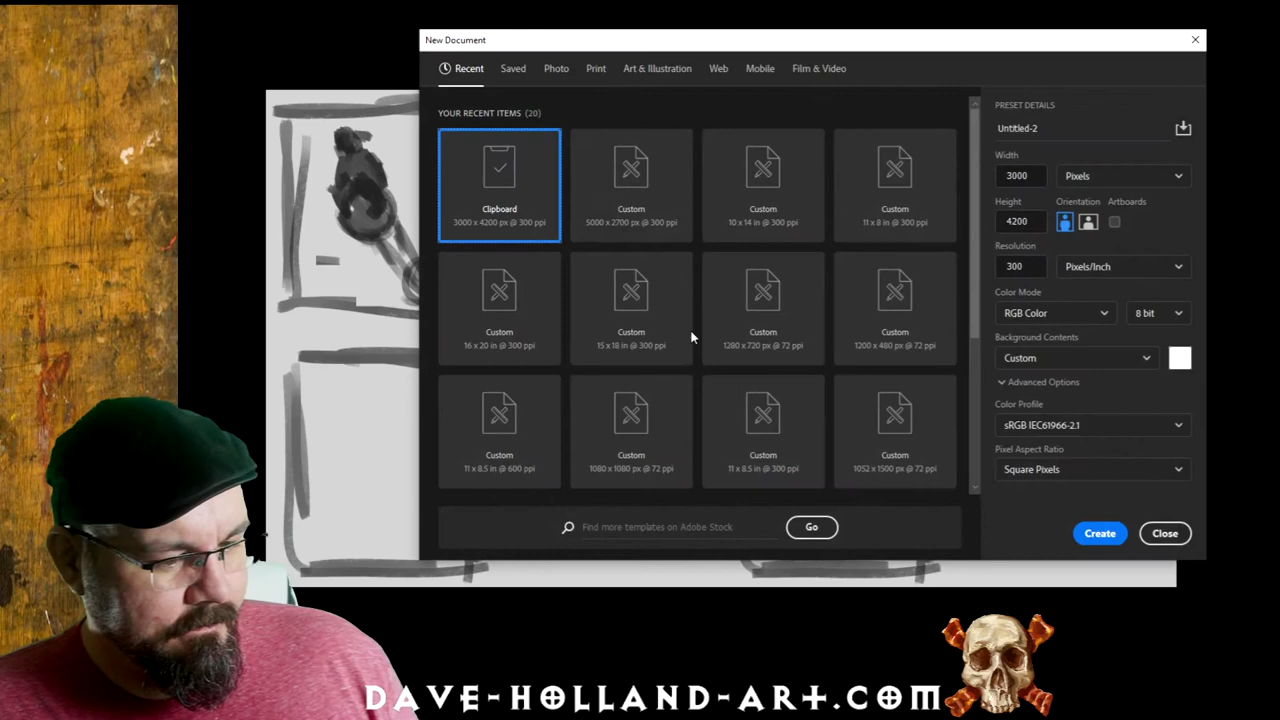 New Document
Recent Saved Photo Print Art & Illustration Web Mobile Film & Video
YOUR RECENT ITEMS (20)
Clipboard
3000 x 4200 px @ 300 ppi
Custom
5000 x 2700 px @ 300 ppi
Custom
10 x 14 in @ 300 ppi
Custom
11 x 8 in @ 300 ppi
Custom
16 x 20 in @ 300 ppi
Custom
15 x 18 in @ 300 ppi
Custom
1280 x 720 px @ 72 ppi
Custom
1200 x 480 px @ 72 ppi
Custom
11 x 8.5 in @ 600 ppi
Custom
1080 x 1080 px @ 72 ppi
Custom
11 x 8.5 in @ 300 ppi
Custom
1052 x 1500 px @ 72 ppi
Find more templates on Adobe Stock
Go
PRESET DETAILS
Untitled-2
Width
3000 Pixels
Height Orientation Artboards
4200
Resolution
300 Pixels/Inch
Color Mode
RGB Color 8 bit
Background Contents
Custom
Advanced Options
Color Profile
sRGB IEC61966-2.1
Pixel Aspect Ratio
Square Pixels
Create Close
DAVE-HOLLAND-ART.COM